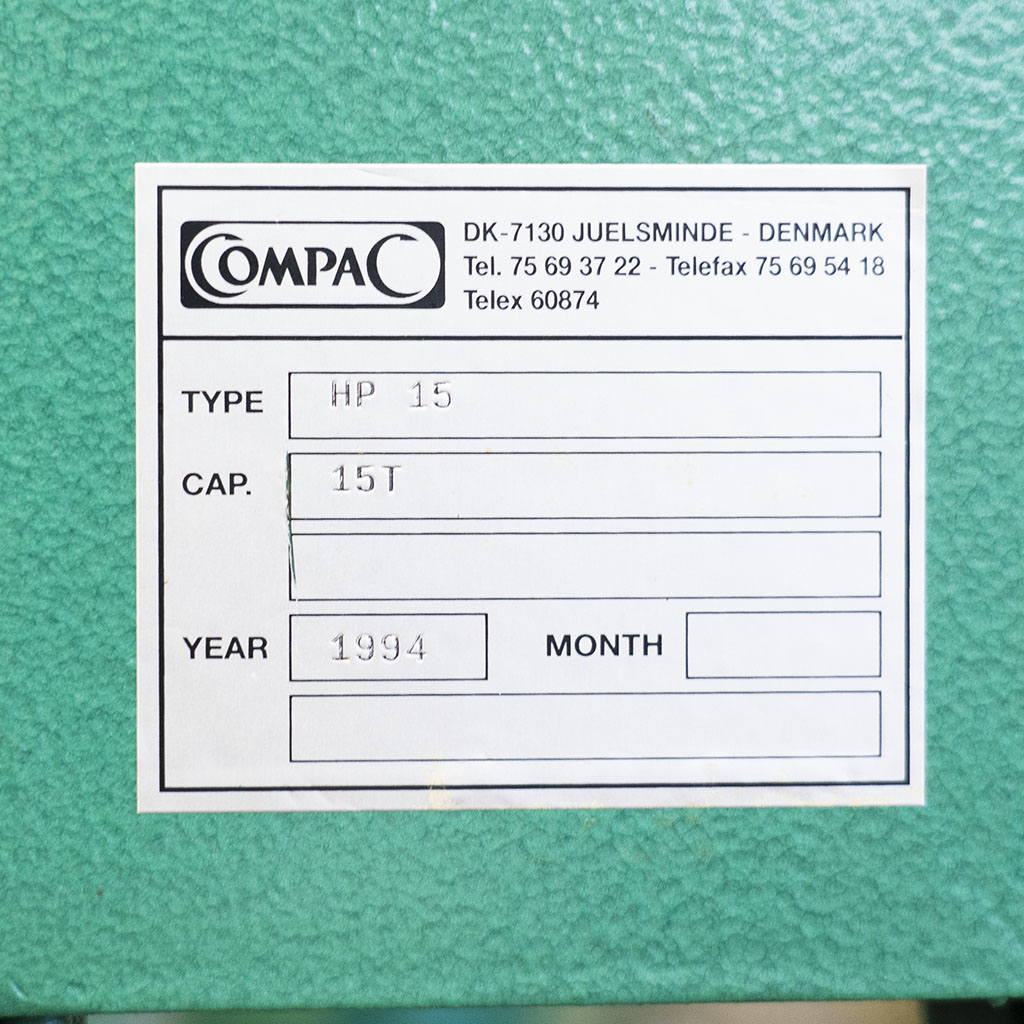 COMPAC
DK-7130 JUELSMINDE - DENMARK
Tel. 75 69 37 22 - Telefax 75 69 54 18
Telex 60874
TYPE HP 15
CAP. 15T
YEAR 1994 MONTH